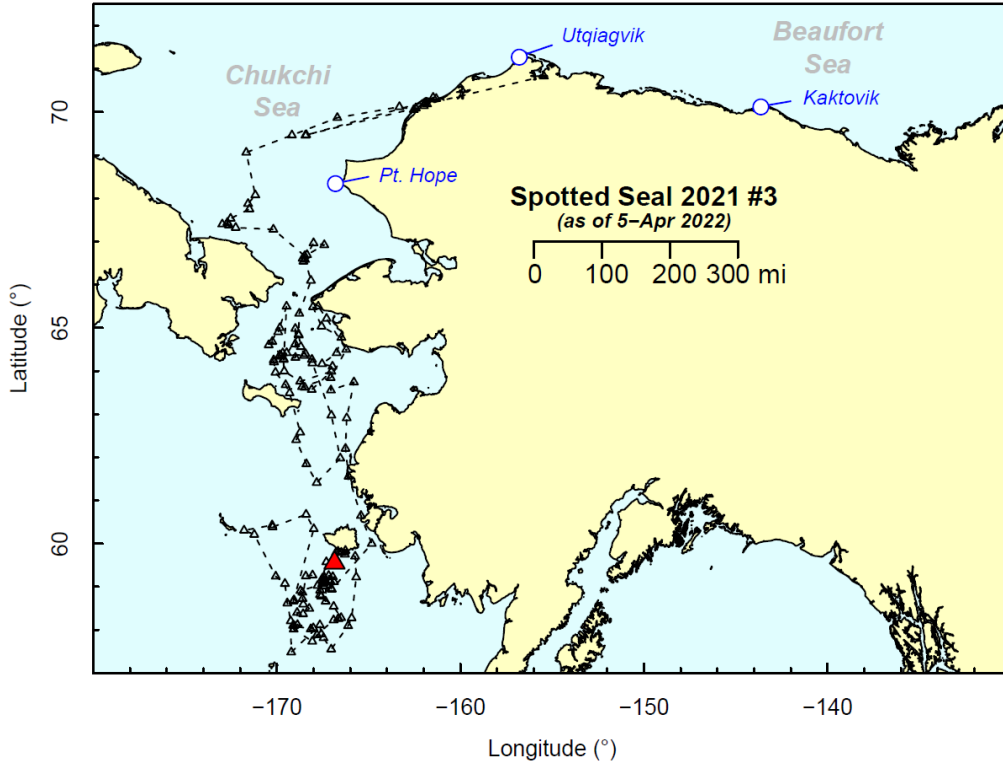 Utqiagvik
Beaufort
Sea
Chukchi
Sea
Kaktovik
Pt. Hope
Spotted Seal 2021 #3
(as of 5−Apr 2022)
0 100 200 300 mi
70
65
60
Latitude (°)
−170 −160 −150 −140
Longitude (°)